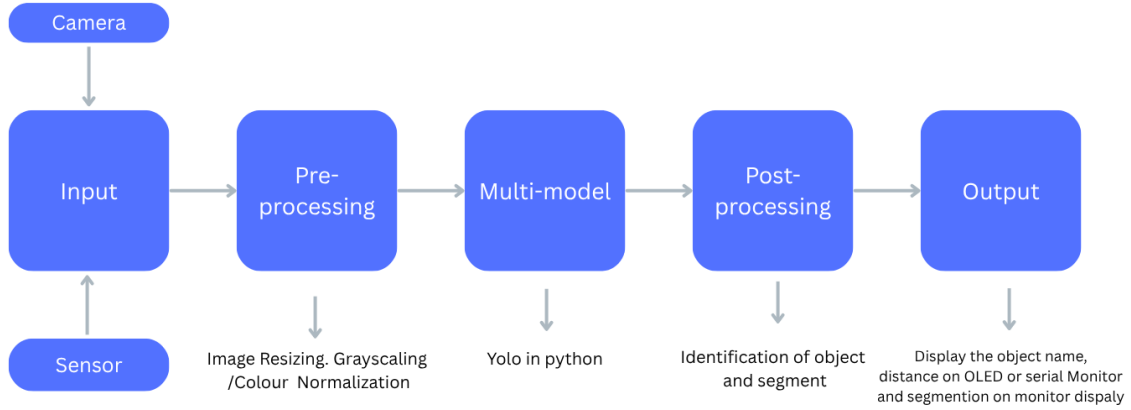 Camera
Input
Pre-
processing
Multi-model
Post-
processing
Output
Sensor
Image Resizing. Grayscaling
/Colour Normalization
Yolo in python
Identification of object
and segment
Display the object name,
distance on OLED or serial Monitor
and segmention on monitor dispaly